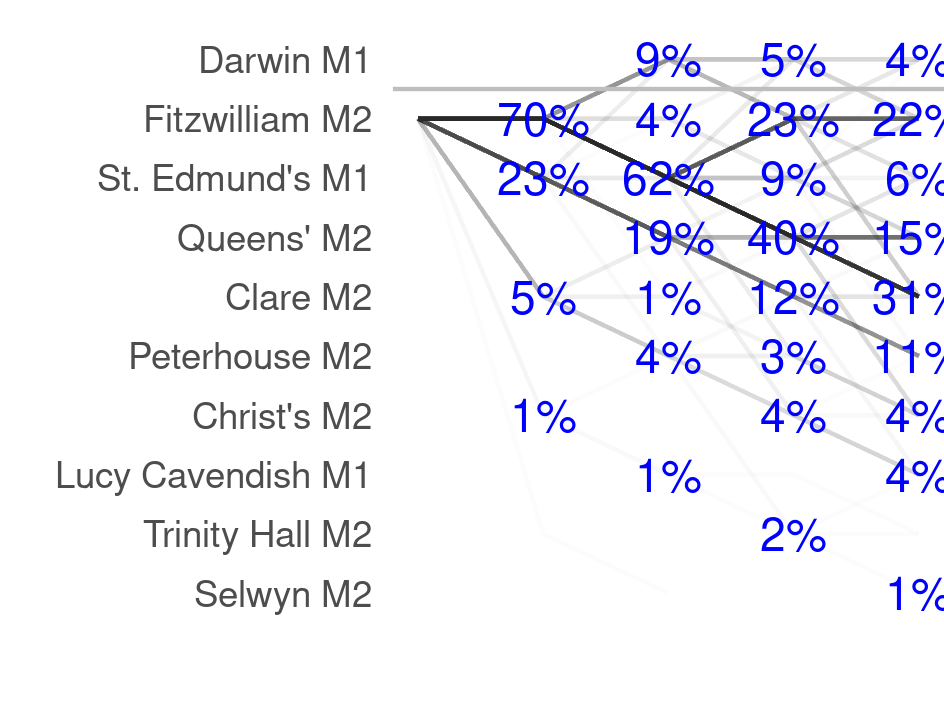 Darwin M1 9% 5% 4%
Fitzwilliam M2 70% 4% 23% 22%
St. Edmund's M1 23% 62% 9% 6%
Queens' M2 19% 40% 15%
Clare M2 5% 1% 12% 31%
Peterhouse M2 4% 3% 11%
Christ's M2 1% 4% 4%
Lucy Cavendish M1 1% 4%
Trinity Hall M2 2%
Selwyn M2 1%